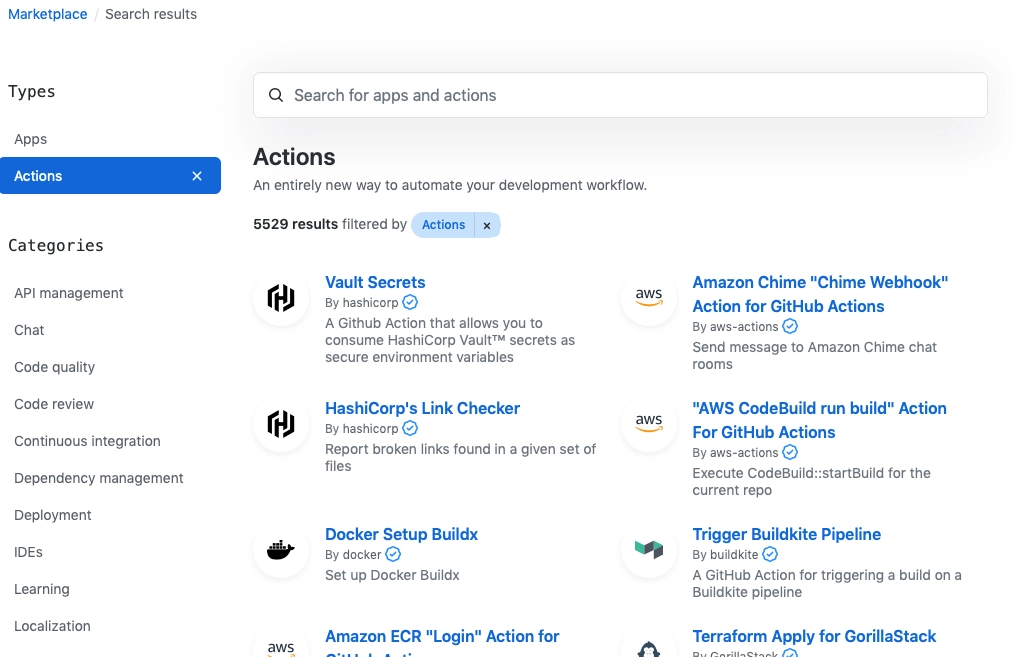 Marketplace / Search results
Types
Apps
Actions ×
Categories
API management
Chat
Code quality
Code review
Continuous integration
Dependency management
Deployment
IDEs
Learning
Localization
Search for apps and actions
Actions
An entirely new way to automate your development workflow.
5529 results filtered by Actions ×
Vault Secrets
By hashicorp
A Github Action that allows you to
consume HashiCorp Vault™ secrets as
secure environment variables
aws
Amazon Chime "Chime Webhook"
Action for GitHub Actions
By aws-actions
Send message to Amazon Chime chat
rooms
HashiCorp's Link Checker
By hashicorp
Report broken links found in a given set of
files
aws
"AWS CodeBuild run build" Action
For GitHub Actions
By aws-actions
Execute CodeBuild::startBuild for the
current repo
Docker Setup Buildx
By docker
Set up Docker Buildx
Trigger Buildkite Pipeline
By buildkite
A GitHub Action for triggering a build on a
Buildkite pipeline
aws
Amazon ECR "Login" Action for
GitHub Actions
Terraform Apply for GorillaStack
By GorillaStack